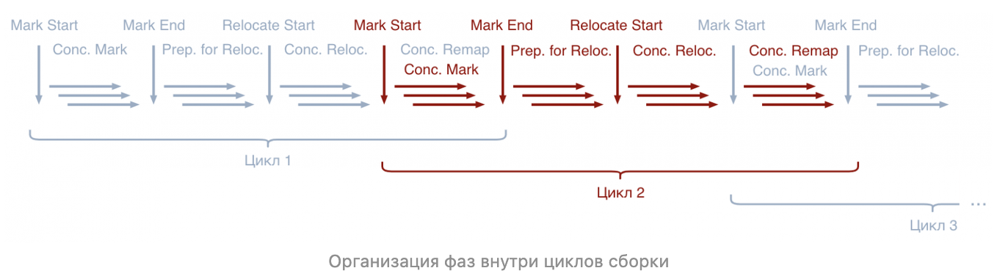 Mark Start Mark End Relocate Start Mark Start Mark End Relocate Start Mark Start Mark End
Conc. Mark Prep. for Reloc. Conc. Reloc. Conc. Remap Prep. for Reloc. Conc. Reloc. Conc. Remap Prep. for Reloc.
Conc. Mark Conc. Mark
Цикл 1
Цикл 2
...
Цикл 3
Организация фаз внутри циклов сборки